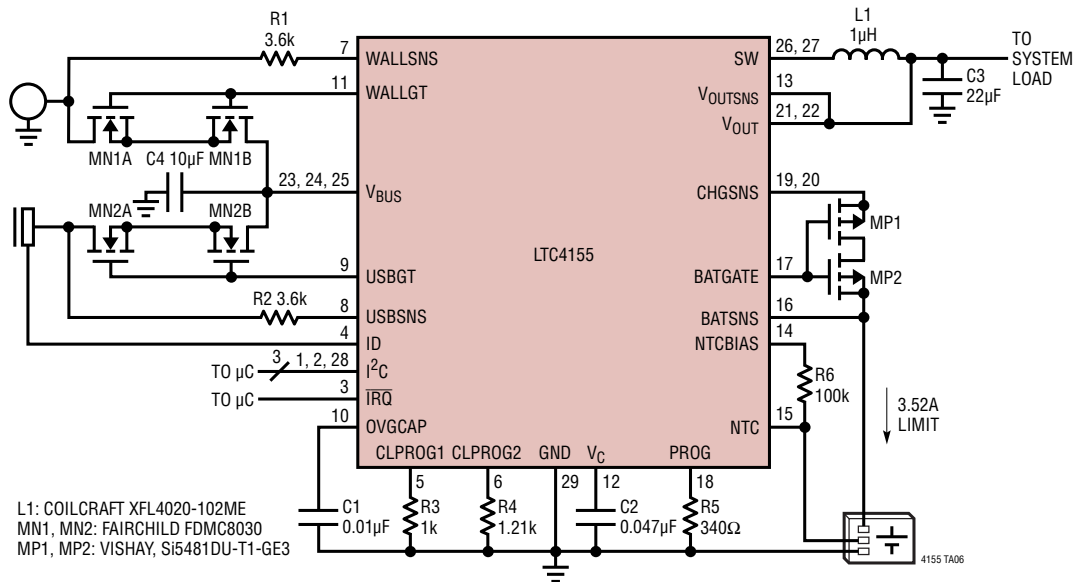 R1
3.6k
7
WALLSNS
11
WALLGT
MN1A
C4 10µF
MN1B
23, 24, 25
VBUS
MN2A
MN2B
9
USBGT
R2 3.6k
8
USBSNS
4
ID
TO µC
3
1, 2, 28
I2C
TO µC
3
IRQ
10
OVGCAP
LTC4155
SW
26, 27
L1
1µH
TO
SYSTEM
LOAD
C3
22µF
VOUTSNS
13
VOUT
21, 22
CHGSNS
19, 20
MP1
BATGATE
17
MP2
BATSNS
16
NTCBIAS
14
R6
100k
NTC
15
3.52A
LIMIT
CLPROG1
CLPROG2
GND
VC
PROG
5
6
29
12
18
C1
0.01µF
R3
1k
R4
1.21k
C2
0.047µF
R5
340Ω
L1: COILCRAFT XFL4020-102ME
MN1, MN2: FAIRCHILD FDMC8030
MP1, MP2: VISHAY, Si5481DU-T1-GE3
4155 TA06